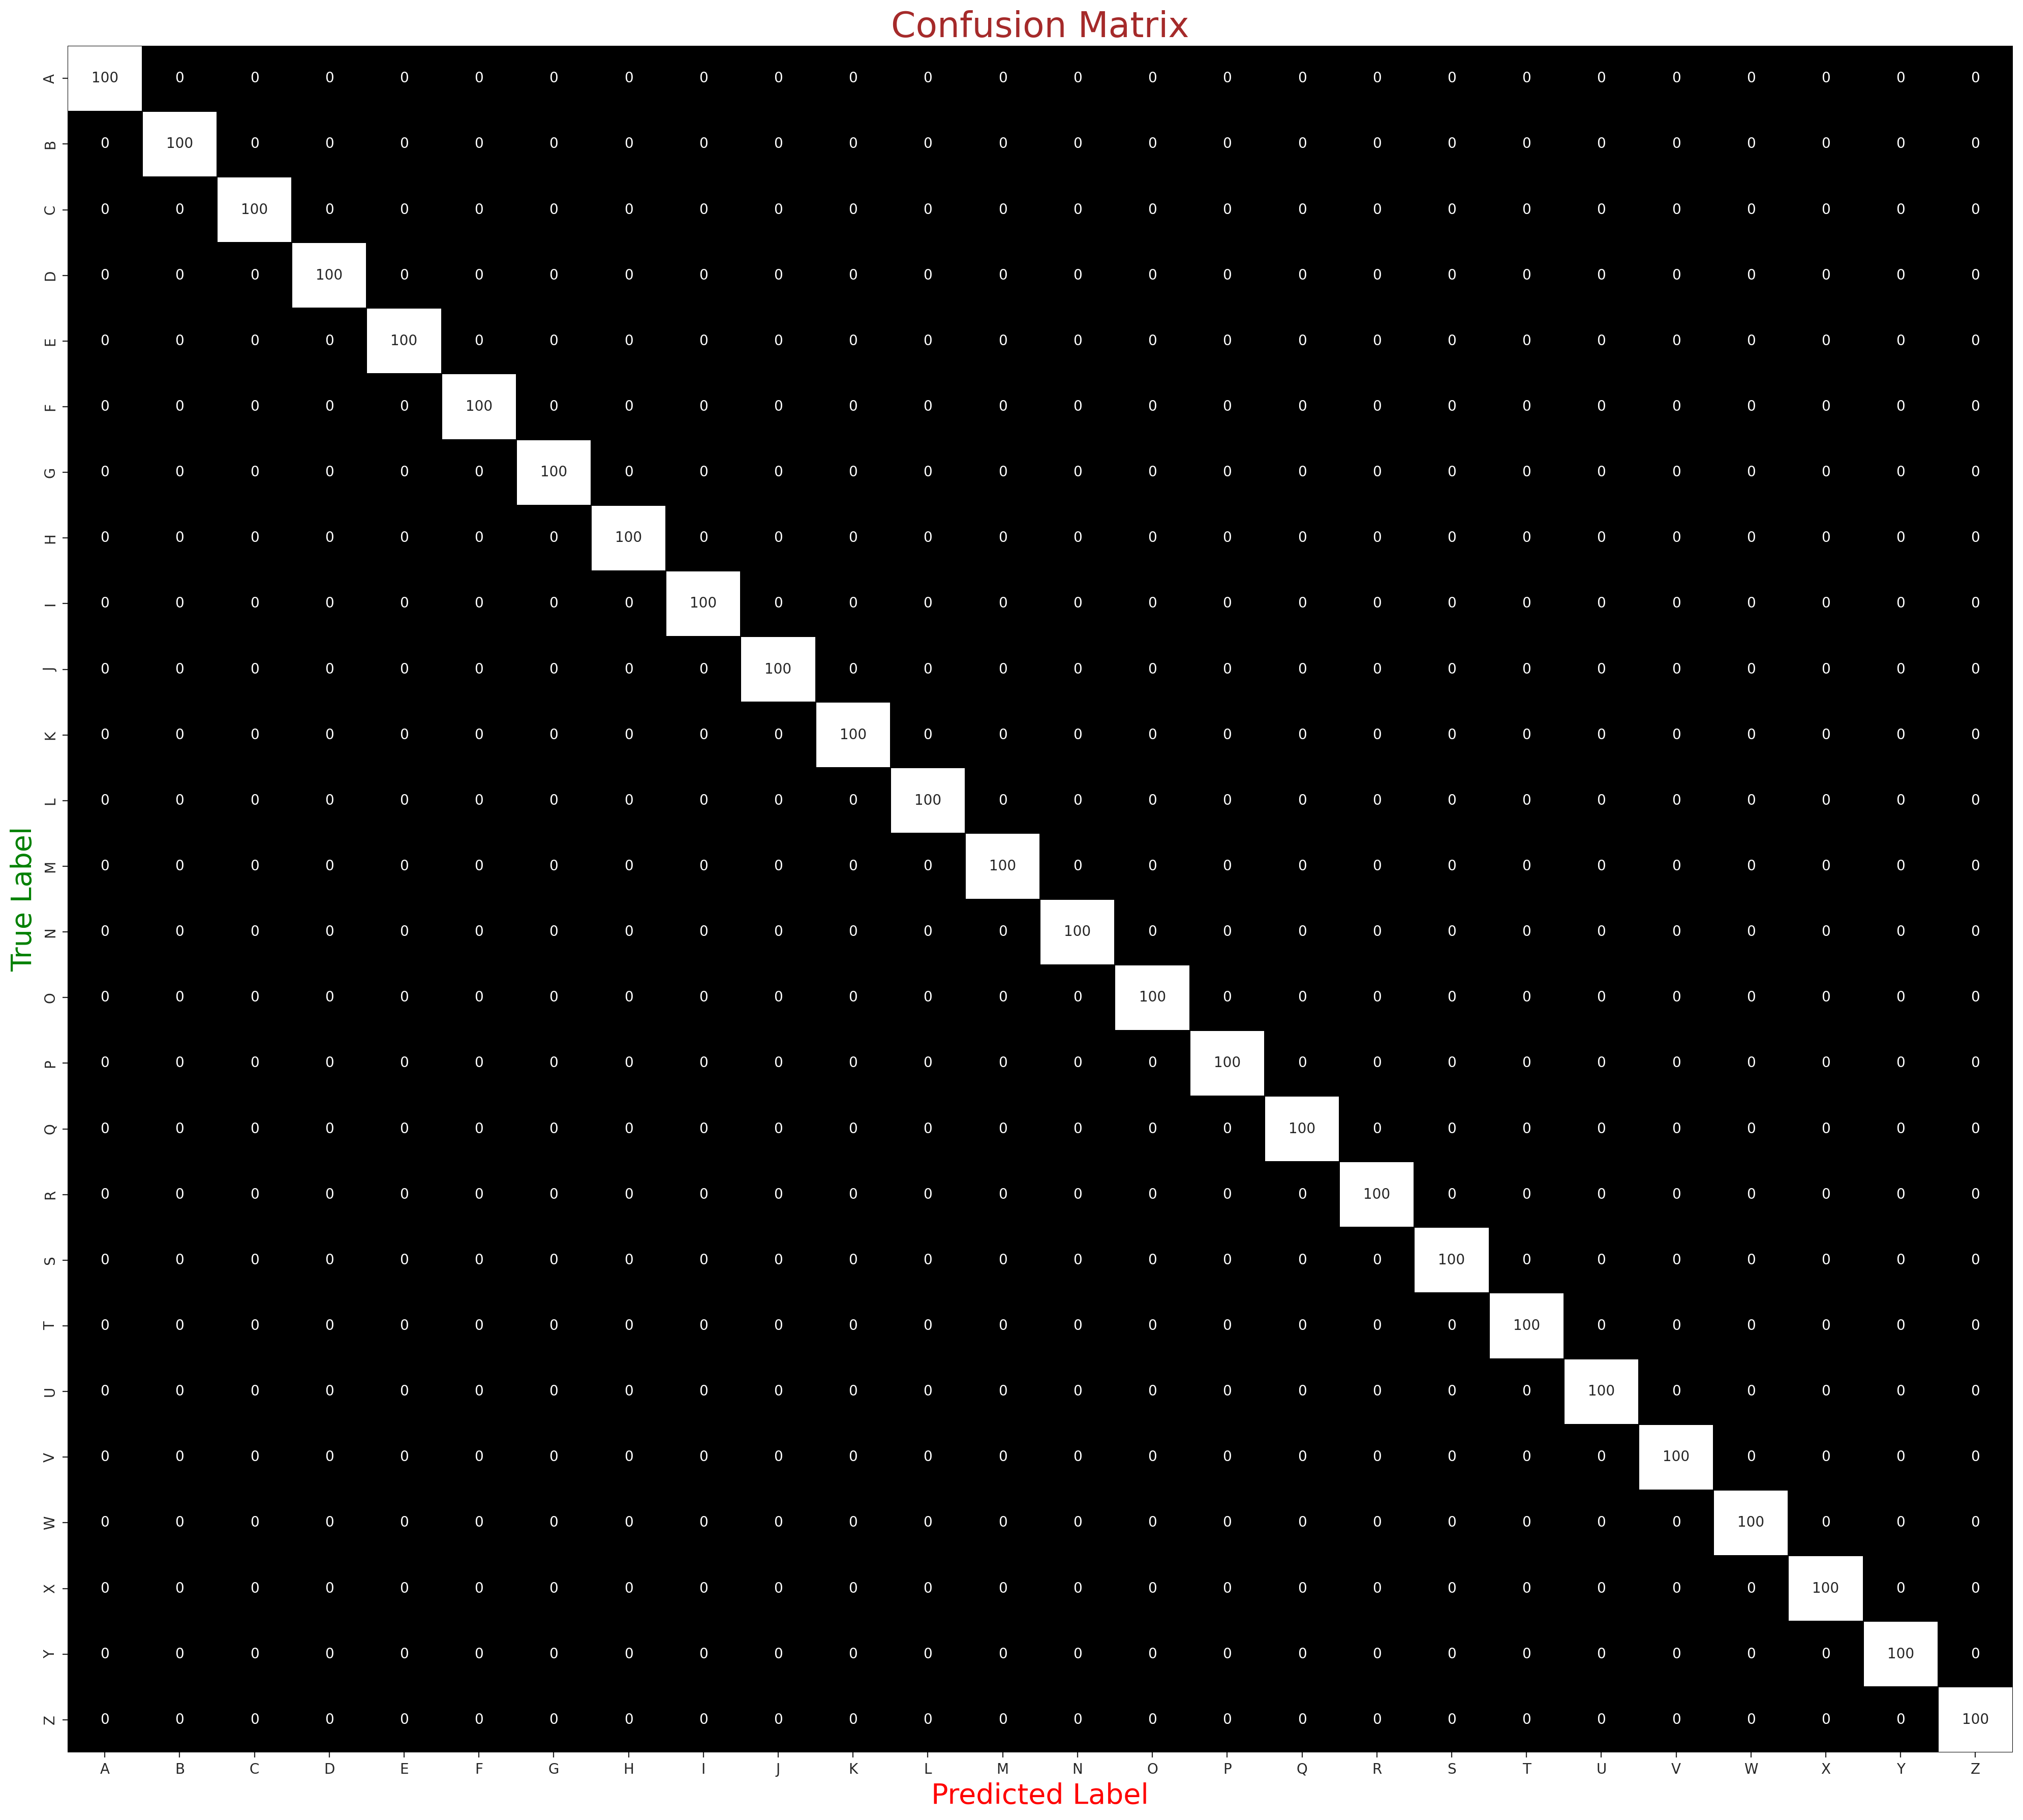 Confusion Matrix
A 100 0 0 0 0 0 0 0 0 0 0 0 0 0 0 0 0 0 0 0 0 0 0 0 0 0
B 0 100 0 0 0 0 0 0 0 0 0 0 0 0 0 0 0 0 0 0 0 0 0 0 0 0
C 0 0 100 0 0 0 0 0 0 0 0 0 0 0 0 0 0 0 0 0 0 0 0 0 0 0
D 0 0 0 100 0 0 0 0 0 0 0 0 0 0 0 0 0 0 0 0 0 0 0 0 0 0
E 0 0 0 0 100 0 0 0 0 0 0 0 0 0 0 0 0 0 0 0 0 0 0 0 0 0
F 0 0 0 0 0 100 0 0 0 0 0 0 0 0 0 0 0 0 0 0 0 0 0 0 0 0
G 0 0 0 0 0 0 100 0 0 0 0 0 0 0 0 0 0 0 0 0 0 0 0 0 0 0
H 0 0 0 0 0 0 0 100 0 0 0 0 0 0 0 0 0 0 0 0 0 0 0 0 0 0
I 0 0 0 0 0 0 0 0 100 0 0 0 0 0 0 0 0 0 0 0 0 0 0 0 0 0
J 0 0 0 0 0 0 0 0 0 100 0 0 0 0 0 0 0 0 0 0 0 0 0 0 0 0
K 0 0 0 0 0 0 0 0 0 0 100 0 0 0 0 0 0 0 0 0 0 0 0 0 0 0
L 0 0 0 0 0 0 0 0 0 0 0 100 0 0 0 0 0 0 0 0 0 0 0 0 0 0
M 0 0 0 0 0 0 0 0 0 0 0 0 100 0 0 0 0 0 0 0 0 0 0 0 0 0
N 0 0 0 0 0 0 0 0 0 0 0 0 0 100 0 0 0 0 0 0 0 0 0 0 0 0
O 0 0 0 0 0 0 0 0 0 0 0 0 0 0 100 0 0 0 0 0 0 0 0 0 0 0
P 0 0 0 0 0 0 0 0 0 0 0 0 0 0 0 100 0 0 0 0 0 0 0 0 0 0
Q 0 0 0 0 0 0 0 0 0 0 0 0 0 0 0 0 100 0 0 0 0 0 0 0 0 0
R 0 0 0 0 0 0 0 0 0 0 0 0 0 0 0 0 0 100 0 0 0 0 0 0 0 0
S 0 0 0 0 0 0 0 0 0 0 0 0 0 0 0 0 0 0 100 0 0 0 0 0 0 0
T 0 0 0 0 0 0 0 0 0 0 0 0 0 0 0 0 0 0 0 100 0 0 0 0 0 0
U 0 0 0 0 0 0 0 0 0 0 0 0 0 0 0 0 0 0 0 0 100 0 0 0 0 0
V 0 0 0 0 0 0 0 0 0 0 0 0 0 0 0 0 0 0 0 0 0 100 0 0 0 0
W 0 0 0 0 0 0 0 0 0 0 0 0 0 0 0 0 0 0 0 0 0 0 100 0 0 0
X 0 0 0 0 0 0 0 0 0 0 0 0 0 0 0 0 0 0 0 0 0 0 0 100 0 0
Y 0 0 0 0 0 0 0 0 0 0 0 0 0 0 0 0 0 0 0 0 0 0 0 0 100 0
Z 0 0 0 0 0 0 0 0 0 0 0 0 0 0 0 0 0 0 0 0 0 0 0 0 0 100
A B C D E F G H I J K L M N O P Q R S T U V W X Y Z
True Label
Predicted Label